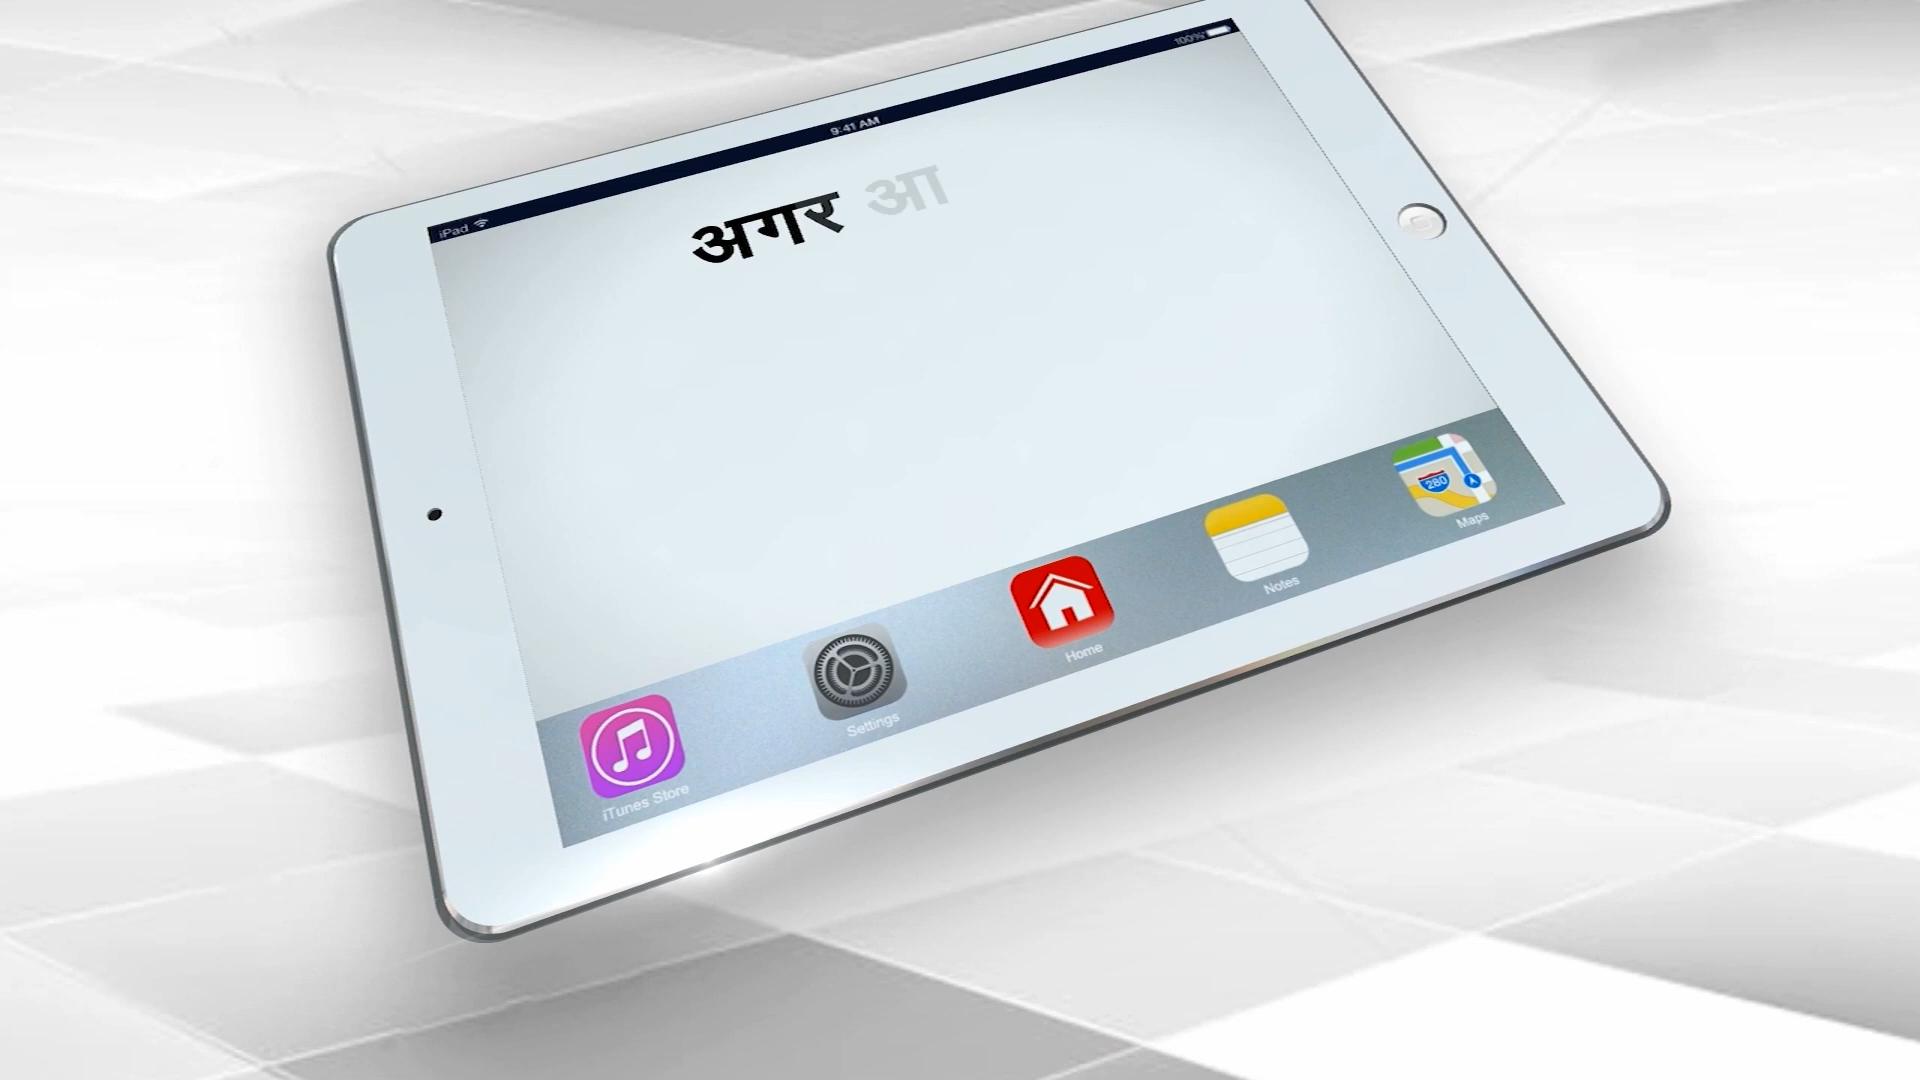 iPad 9:41 AM 100%
अगर आ
280
iTunes Store
Settings
Home
Notes
Maps